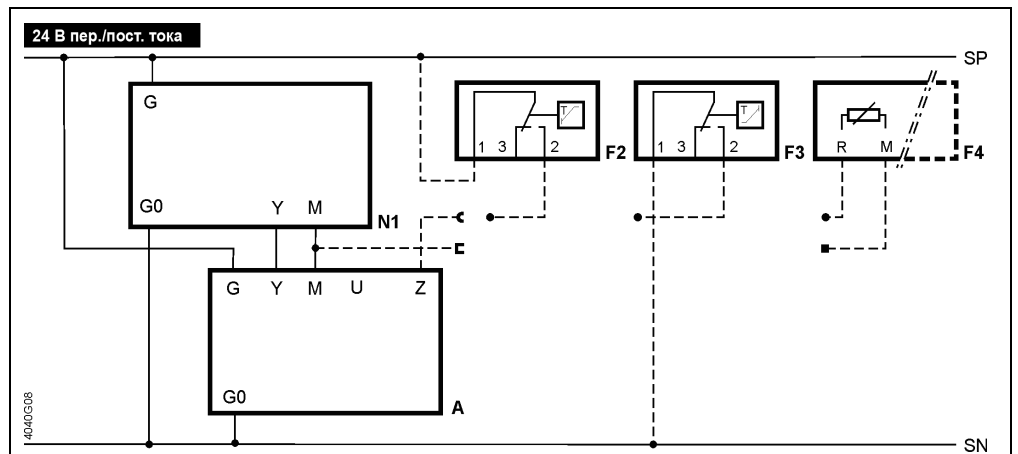 24 В пер./пост. тока
SP
G
T
T
1 3 2 F2
1 3 2 F3
R M F4
G0 Y M N1
G Y M U Z
G0 A
4040G08
SN